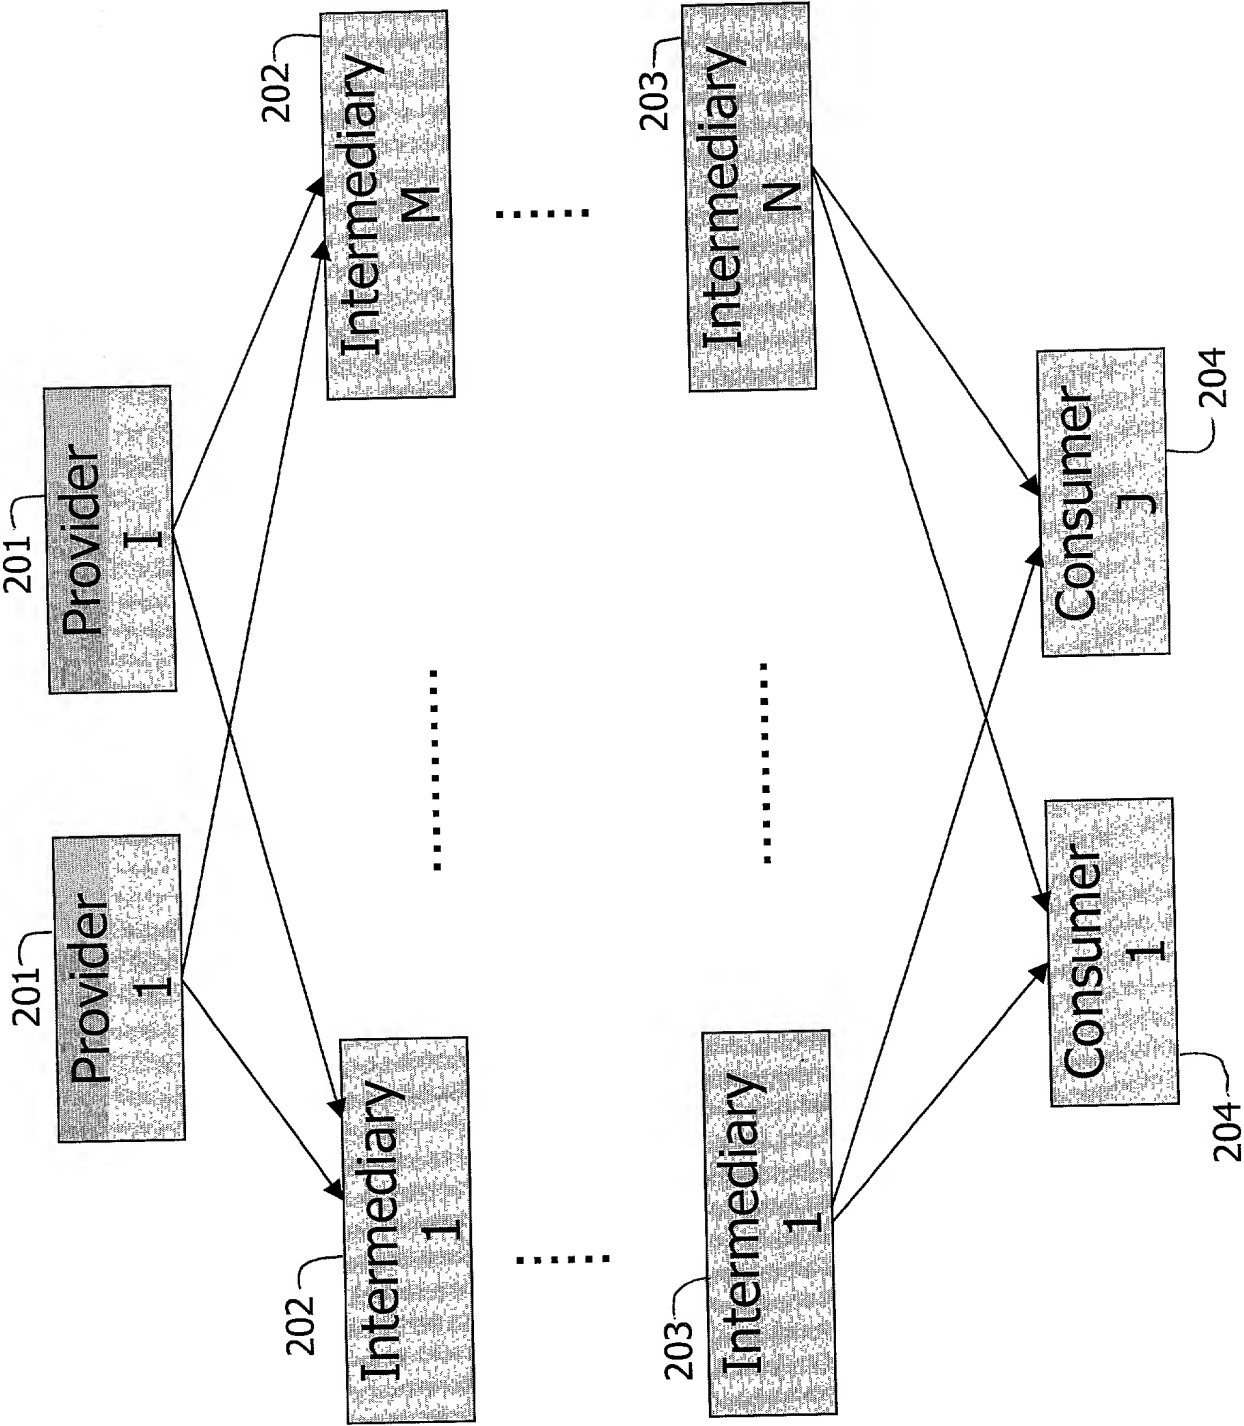 201
Provider
1
201
Provider
I
202
Intermediary
1
202
Intermediary
M
203
Intermediary
1
203
Intermediary
N
Consumer
1
204
Consumer
J
204